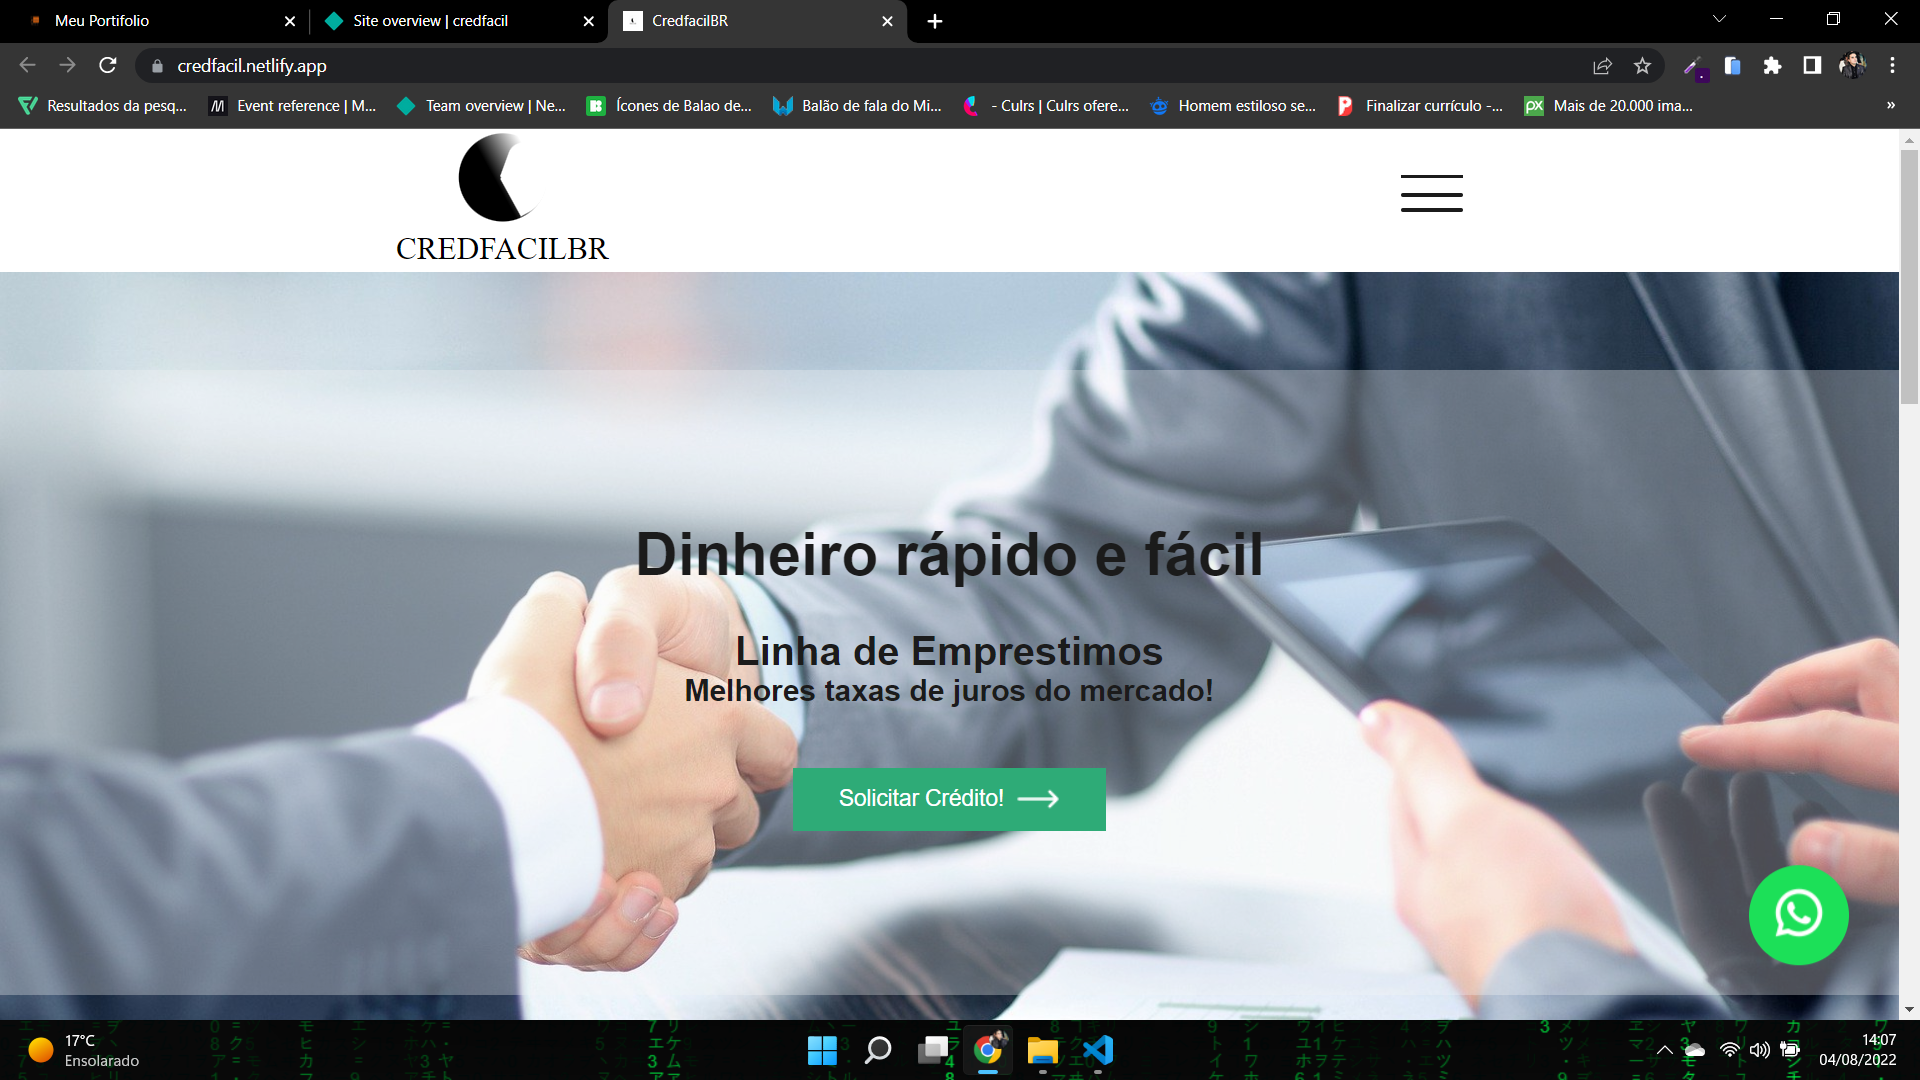 Meu Portifolio
Site overview | credfacil
CredfacilBR
credfacil.netlify.app
Resultados da pesq...
Event reference | M...
Team overview | Ne...
Ícones de Balao de...
Balão de fala do Mi...
- Culrs | Culrs ofere...
Homem estiloso se...
Finalizar currículo -...
px
Mais de 20.000 ima...
»
CREDFACILBR
Dinheiro rápido e fácil
Linha de Emprestimos
Melhores taxas de juros do mercado!
Solicitar Crédito!
17°C
Ensolarado
14:07
04/08/2022